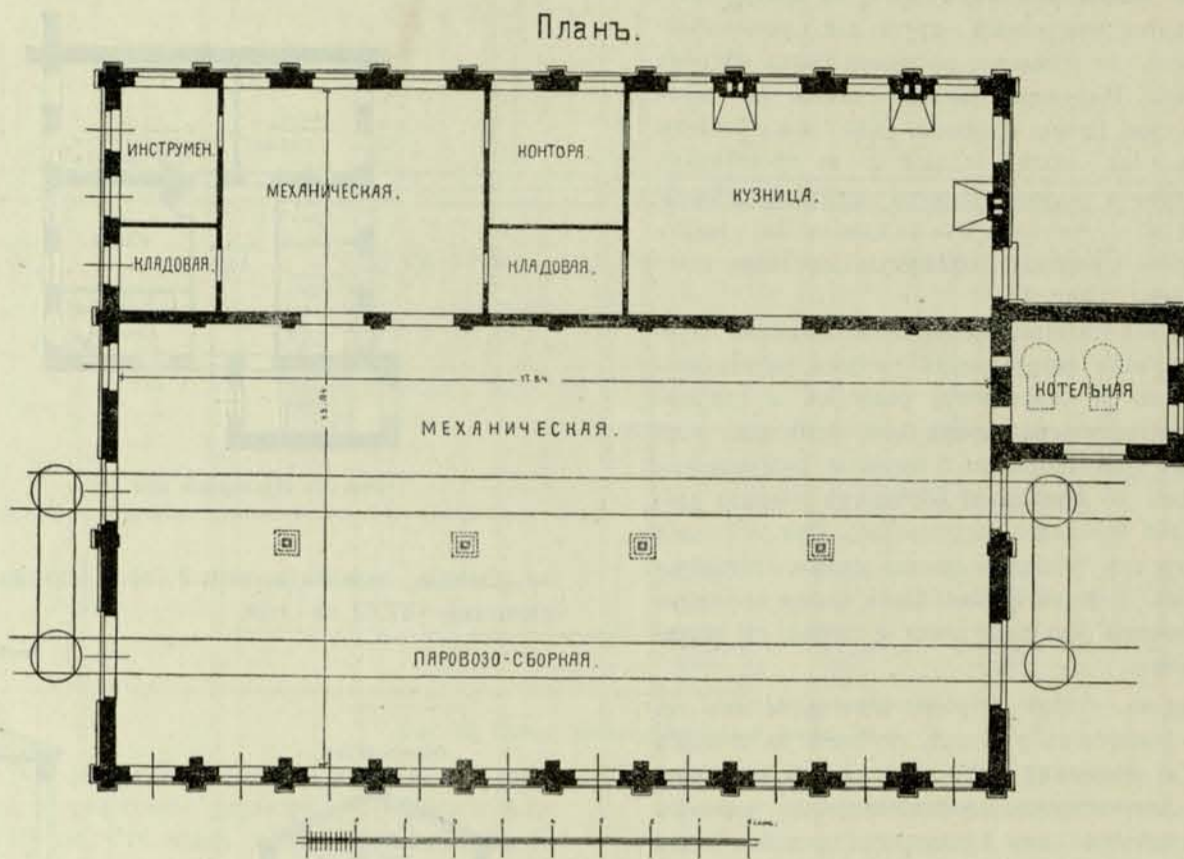 Планъ.
ИНСТРУМЕН.
МЕХАНИЧЕСКАЯ.
КОНТОРА.
КУЗНИЦА.
КЛАДОВАЯ.
КЛАДОВАЯ.
КОТЕЛЬНАЯ
МЕХАНИЧЕСКАЯ.
ПАРОВОЗО-СБОРНАЯ.